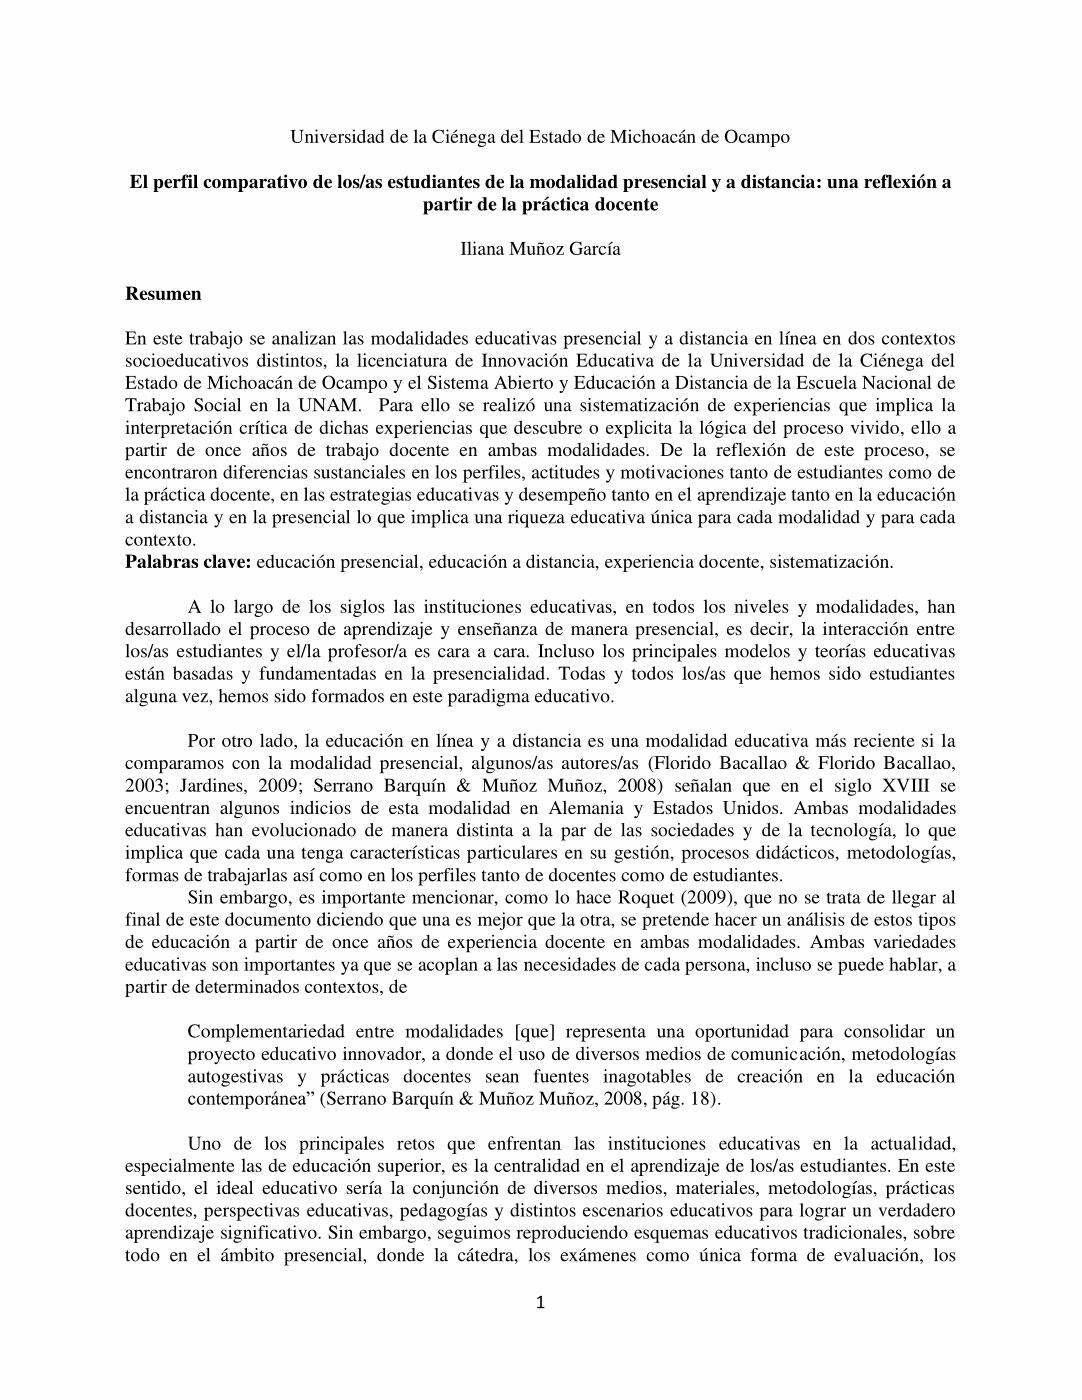 Universidad de la Ciénega del Estado de Michoacán de Ocampo
El perfil comparativo de los/as estudiantes de la modalidad presencial y a distancia: una reflexión a
partir de la práctica docente
Iliana Muñoz García
Resumen
En este trabajo se analizan las modalidades educativas presencial y a distancia en línea en dos contextos
socioeducativos distintos, la licenciatura de Innovación Educativa de la Universidad de la Ciénega del
Estado de Michoacán de Ocampo y el Sistema Abierto y Educación a Distancia de la Escuela Nacional de
Trabajo Social en la UNAM. Para ello se realizó una sistematización de experiencias que implica la
interpretación crítica de dichas experiencias que descubre o explicita la lógica del proceso vivido, ello a
partir de once años de trabajo docente en ambas modalidades. De la reflexión de este proceso, se
encontraron diferencias sustanciales en los perfiles, actitudes y motivaciones tanto de estudiantes como de
la práctica docente, en las estrategias educativas y desempeño tanto en el aprendizaje tanto en la educación
a distancia y en la presencial lo que implica una riqueza educativa única para cada modalidad y para cada
contexto.
Palabras clave: educación presencial, educación a distancia, experiencia docente, sistematización.
A lo largo de los siglos las instituciones educativas, en todos los niveles y modalidades, han
desarrollado el proceso de aprendizaje y enseñanza de manera presencial, es decir, la interacción entre
los/as estudiantes y el/la profesor/a es cara a cara. Incluso los principales modelos y teorías educativas
están basadas y fundamentadas en la presencialidad. Todas y todos los/as que hemos sido estudiantes
alguna vez, hemos sido formados en este paradigma educativo.
Por otro lado, la educación en línea y a distancia es una modalidad educativa más reciente si la
comparamos con la modalidad presencial, algunos/as autores/as (Florido Bacallao & Florido Bacallao,
2003; Jardines, 2009; Serrano Barquín & Muñoz Muñoz, 2008) señalan que en el siglo XVIII se
encuentran algunos indicios de esta modalidad en Alemania y Estados Unidos. Ambas modalidades
educativas han evolucionado de manera distinta a la par de las sociedades y de la tecnología, lo que
implica que cada una tenga características particulares en su gestión, procesos didácticos, metodologías,
formas de trabajarlas así como en los perfiles tanto de docentes como de estudiantes.
Sin embargo, es importante mencionar, como lo hace Roquet (2009), que no se trata de llegar al
final de este documento diciendo que una es mejor que la otra, se pretende hacer un análisis de estos tipos
de educación a partir de once años de experiencia docente en ambas modalidades. Ambas variedades
educativas son importantes ya que se acoplan a las necesidades de cada persona, incluso se puede hablar, a
partir de determinados contextos, de
Complementariedad entre modalidades [que] representa una oportunidad para consolidar un
proyecto educativo innovador, a donde el uso de diversos medios de comunicación, metodologías
autogestivas y prácticas docentes sean fuentes inagotables de creación en la educación
contemporánea” (Serrano Barquín & Muñoz Muñoz, 2008, pág. 18).
Uno de los principales retos que enfrentan las instituciones educativas en la actualidad,
especialmente las de educación superior, es la centralidad en el aprendizaje de los/as estudiantes. En este
sentido, el ideal educativo sería la conjunción de diversos medios, materiales, metodologías, prácticas
docentes, perspectivas educativas, pedagogías y distintos escenarios educativos para lograr un verdadero
aprendizaje significativo. Sin embargo, seguimos reproduciendo esquemas educativos tradicionales, sobre
todo en el ámbito presencial, donde la cátedra, los exámenes como única forma de evaluación, los
1